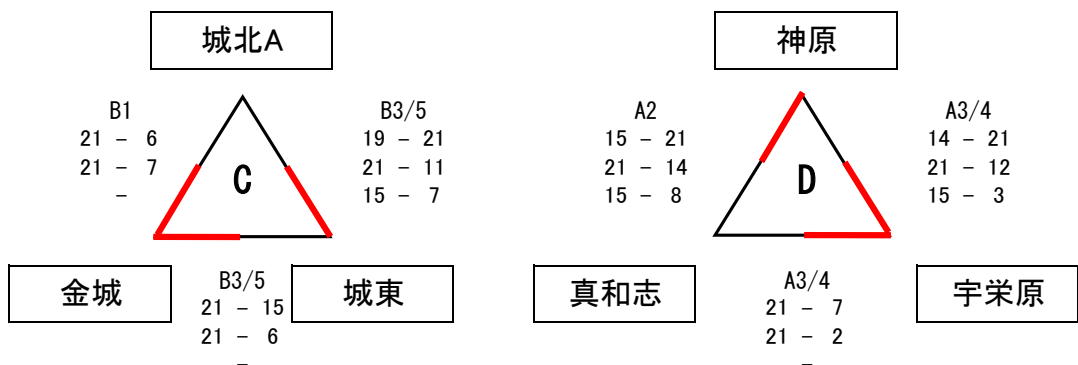 城北A
神原
B1
21 - 6
21 - 7
-
B3/5
19 - 21
21 - 11
15 - 7
C
A2
15 - 21
21 - 14
15 - 8
A3/4
14 - 21
21 - 12
15 - 3
D
金城
B3/5
21 - 15
21 - 6
-
城東
真和志
A3/4
21 - 7
21 - 2
-
宇栄原